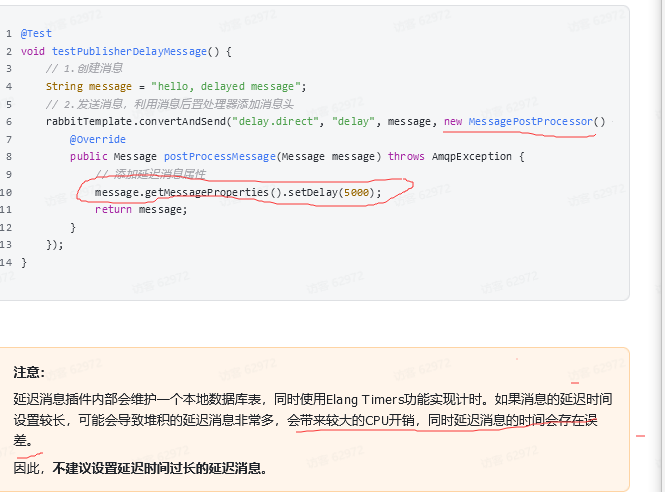 1 @Test
2 void testPublisherDelayMessage() {
3 // 1.创建消息
4 String message = "hello, delayed message";
5 // 2.发送消息，利用消息后置处理器添加消息头
6 rabbitTemplate.convertAndSend("delay.direct", "delay", message, new MessagePostProcessor()
7 @Override
8 public Message postProcessMessage(Message message) throws AmqpException {
9 // 添加延迟消息属性
10 message.getMessageProperties().setDelay(5000);
11 return message;
12 }
13 });
14 }
注意：
延迟消息插件内部会维护一个本地数据库表，同时使用Elang Timers功能实现计时。如果消息的延迟时间
设置较长，可能会导致堆积的延迟消息非常多，会带来较大的CPU开销，同时延迟消息的时间会存在误
差。
因此，不建议设置延迟时间过长的延迟消息。